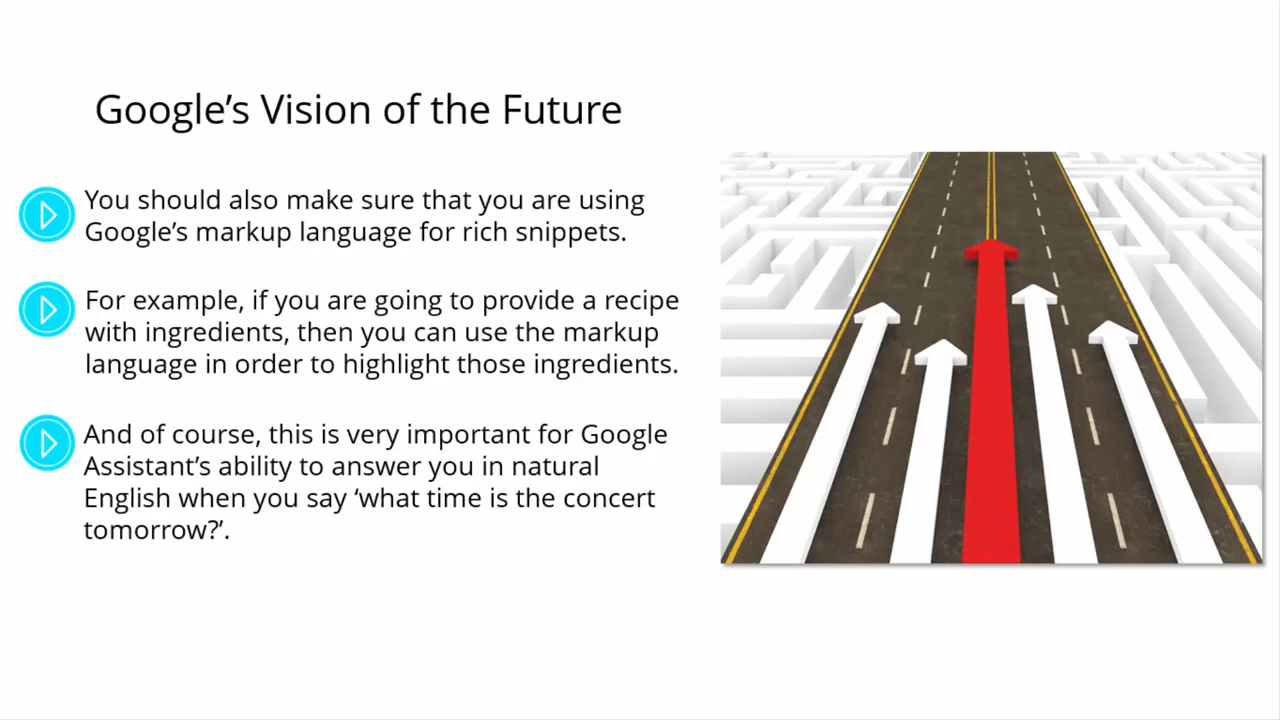 Google’s Vision of the Future
You should also make sure that you are using
Google’s markup language for rich snippets.
For example, if you are going to provide a recipe
with ingredients, then you can use the markup
language in order to highlight those ingredients.
And of course, this is very important for Google
Assistant’s ability to answer you in natural
English when you say ‘what time is the concert
tomorrow?’.